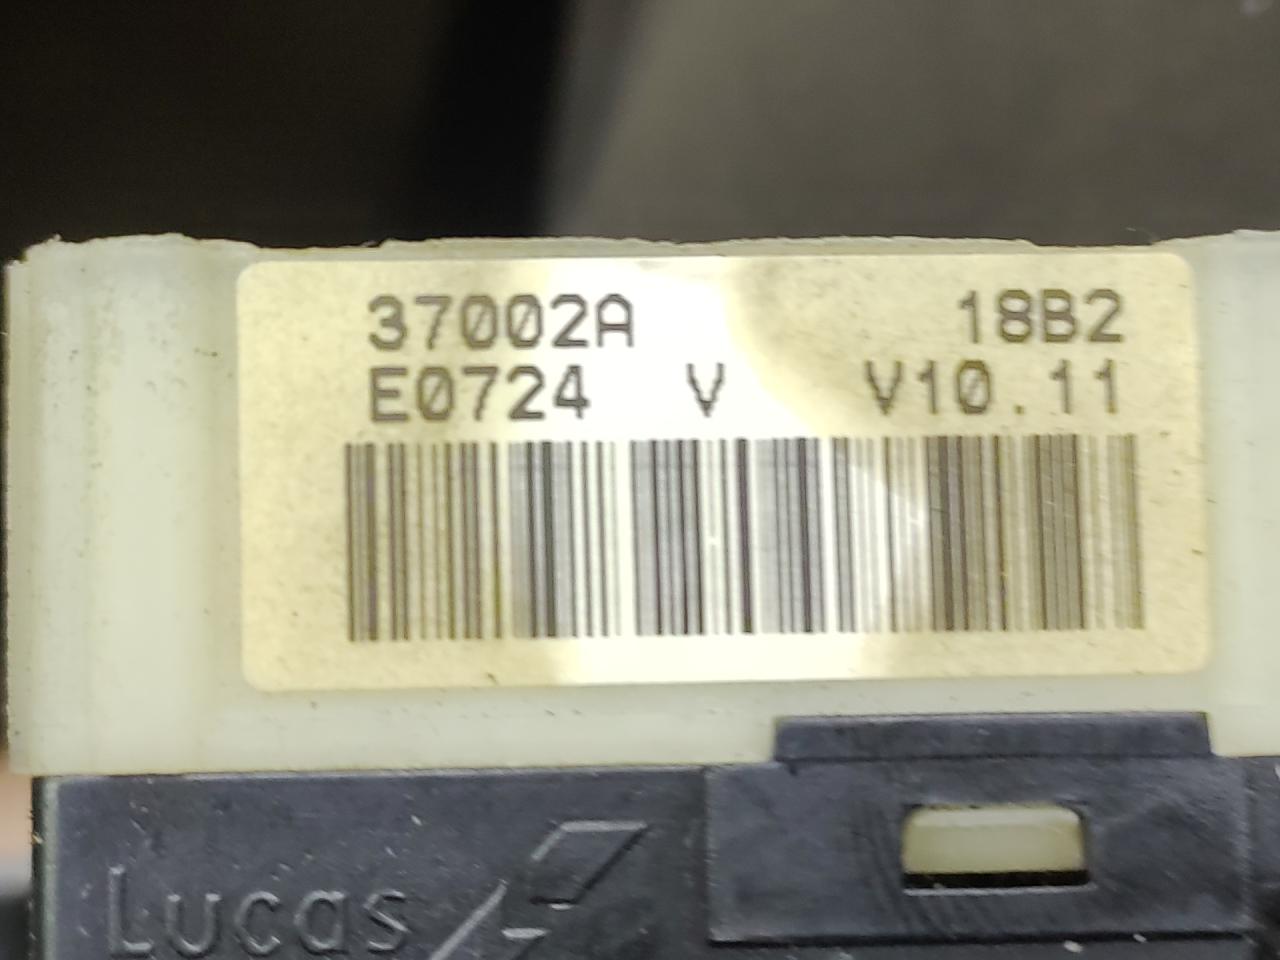 37002A 18B2
E0724 V V10.11
Lucas